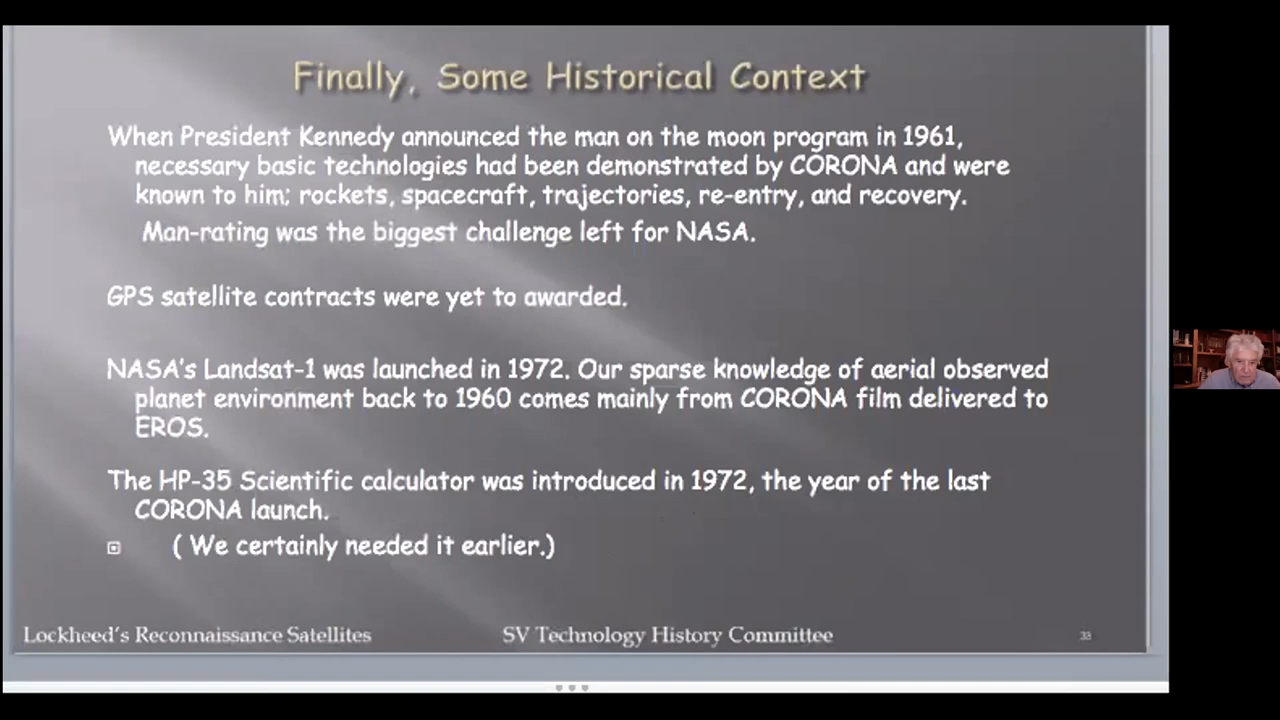 Finally, Some Historical Context
When President Kennedy announced the man on the moon program in 1961,
necessary basic technologies had been demonstrated by CORONA and were
known to him; rockets, spacecraft, trajectories, re-entry, and recovery.
Man-rating was the biggest challenge left for NASA.
GPS satellite contracts were yet to awarded.
NASA's Landsat-1 was launched in 1972. Our sparse knowledge of aerial observed
planet environment back to 1960 comes mainly from CORONA film delivered to
EROS.
The HP-35 Scientific calculator was introduced in 1972, the year of the last
CORONA launch.
( We certainly needed it earlier.)
Lockheed's Reconnaissance Satellites SV Technology History Committee 33